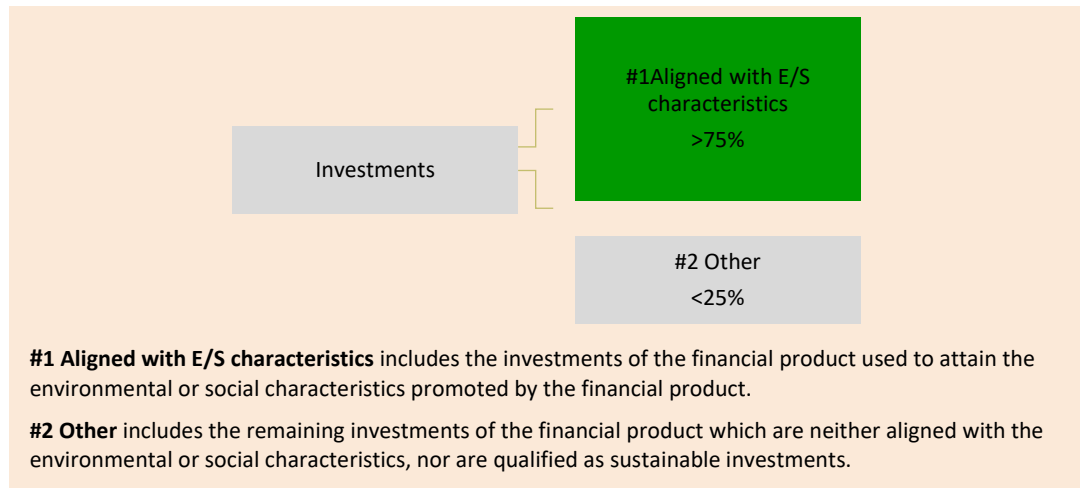 #1Aligned with E/S
characteristics
>75%
Investments
#2 Other
<25%
#1 Aligned with E/S characteristics includes the investments of the financial product used to attain the
environmental or social characteristics promoted by the financial product.
#2 Other includes the remaining investments of the financial product which are neither aligned with the
environmental or social characteristics, nor are qualified as sustainable investments.